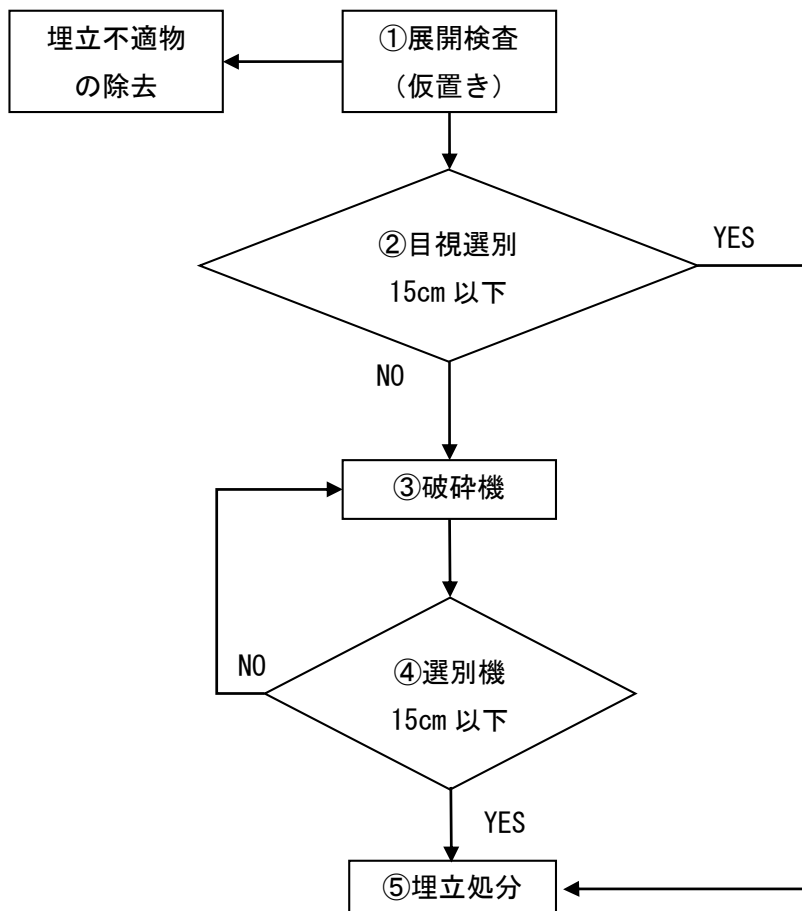 埋立不適物
の除去
①展開検査
（仮置き）
②目視選別
15cm 以下
YES
NO
③破砕機
④選別機
15cm 以下
NO
YES
⑤埋立処分